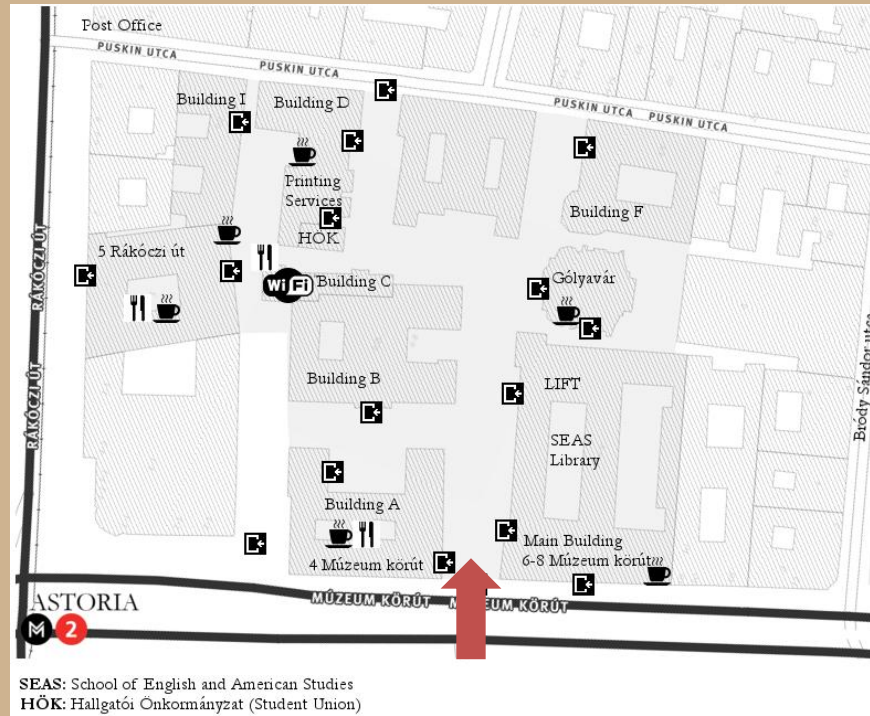 Post Office
PUSKIN UTCA
PUSKIN UTCA
PUSKIN UTCA
PUSKIN UTCA
Building I
Building D
Printing
Services
HÖK
Building F
5 Rákóczi út
RÁKÓCZI ÚT
RÁKÓCZI ÚT
WiFi
Building C
Gólyavár
Building B
LIFT
SEAS
Library
Bródy Sándor utca
Building A
4 Múzeum körút
Main Building
6-8 Múzeum körút
MÚZEUM KÖRÚT
MÚZEUM KÖRÚT
ASTORIA
M 2
SEAS: School of English and American Studies
HÖK: Hallgatói Önkormányzat (Student Union)